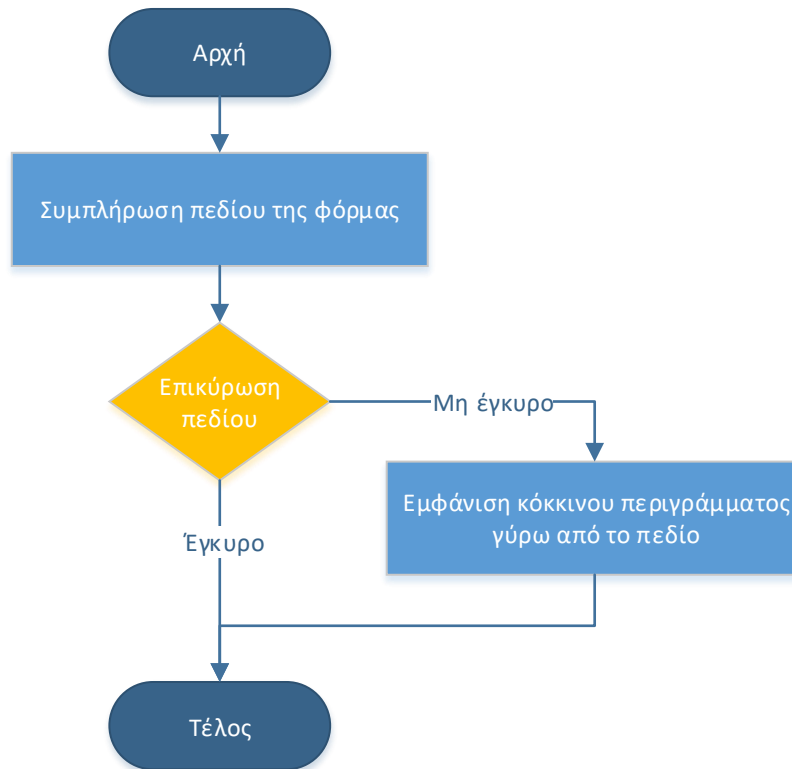 Αρχή
Συμπλήρωση πεδίου της φόρμας
Επικύρωση
πεδίου
Μη έγκυρο
Εμφάνιση κόκκινου περιγράμματος
γύρω από το πεδίο
Έγκυρο
Τέλος